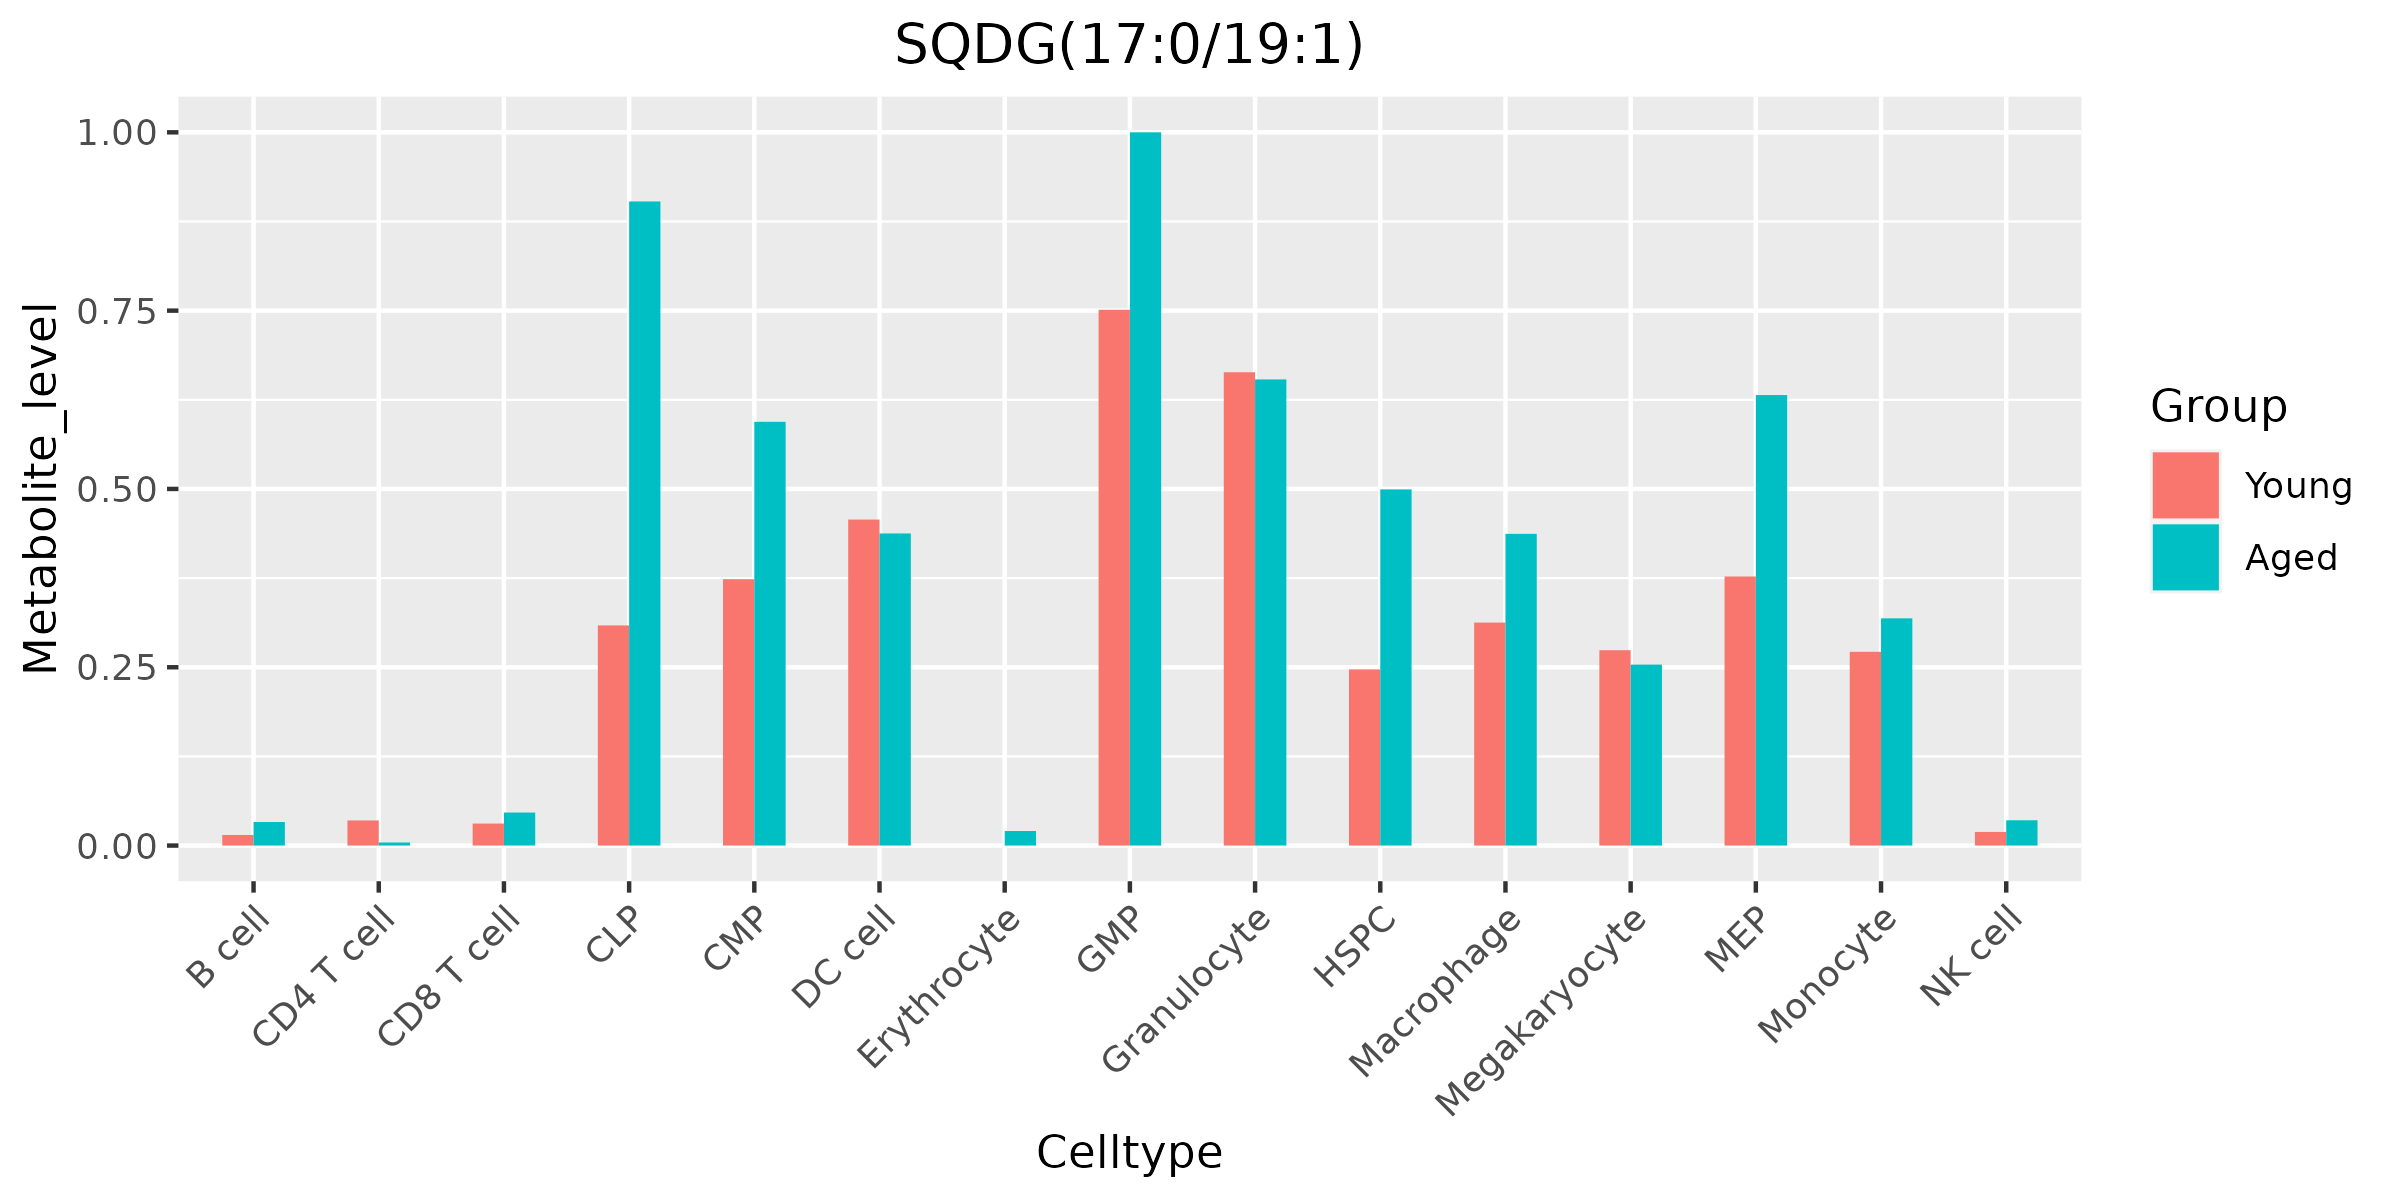 SQDG(17:0/19:1)
Metabolite_level
1.00
0.75
0.50
0.25
0.00
B cell
CD4 T cell
CD8 T cell
CLP
CMP
DC cell
Erythrocyte
GMP
Granulocyte
HSPC
Macrophage
Megakaryocyte
MEP
Monocyte
NK cell
Celltype
Group
Young
Aged